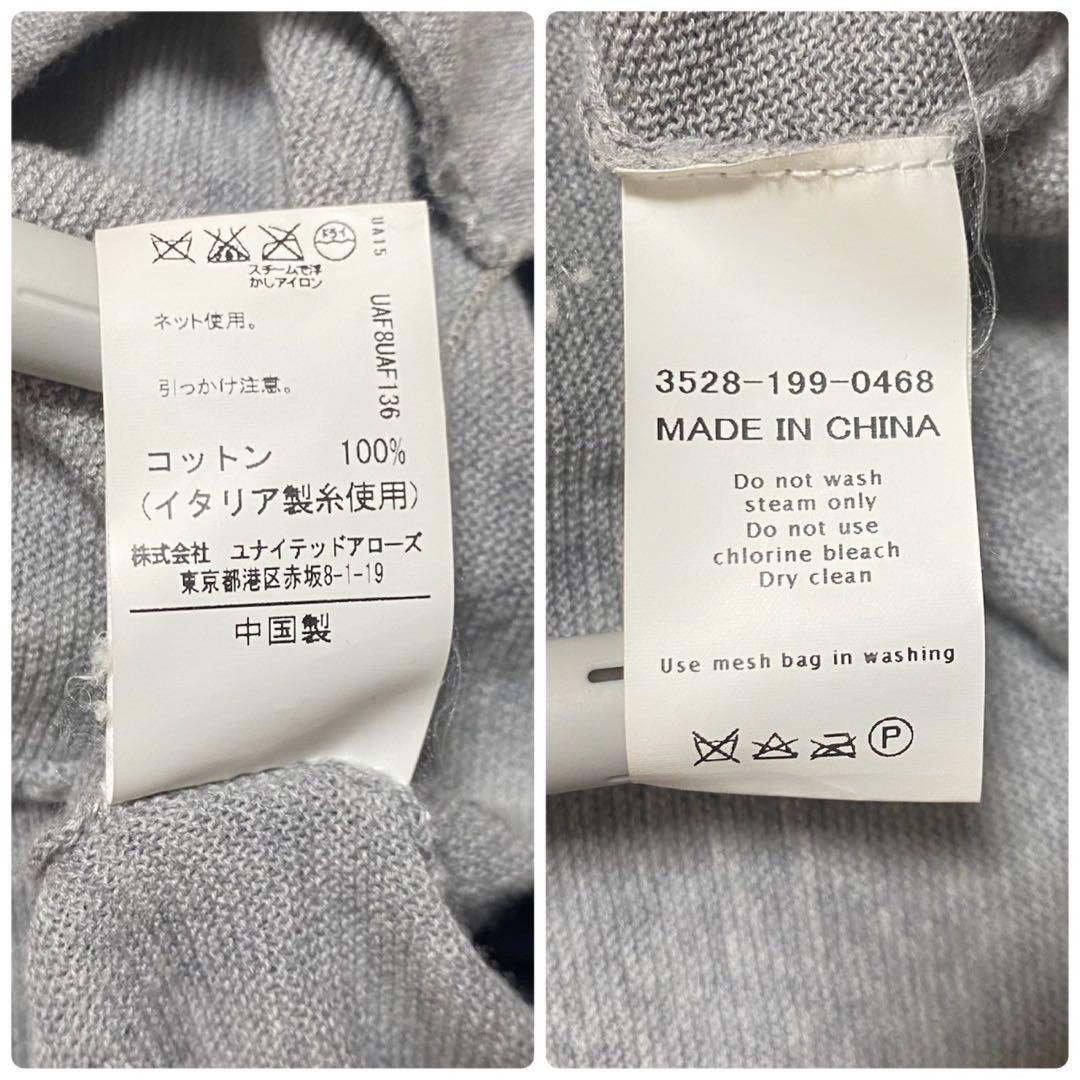 ドライ
スチームで浮
かしアイロン
ネット使用。
引っかけ注意。
UA15 UAF8UAF136
コットン 100%
(イタリア製糸使用)
株式会社 ユナイテッドアローズ
東京都港区赤坂8-1-19
中国製
3528-199-0468
MADE IN CHINA
Do not wash
steam only
Do not use
chlorine bleach
Dry clean
Use mesh bag in washing
P